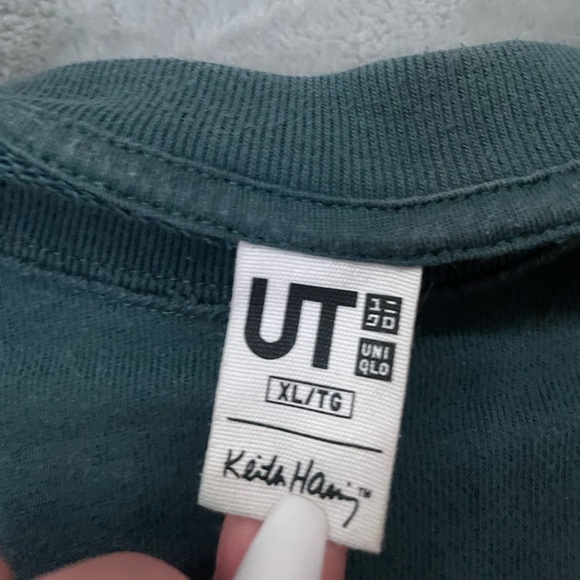 UT
ユニ
クロ
UNI
QLO
XL/TG
Keith Haring™